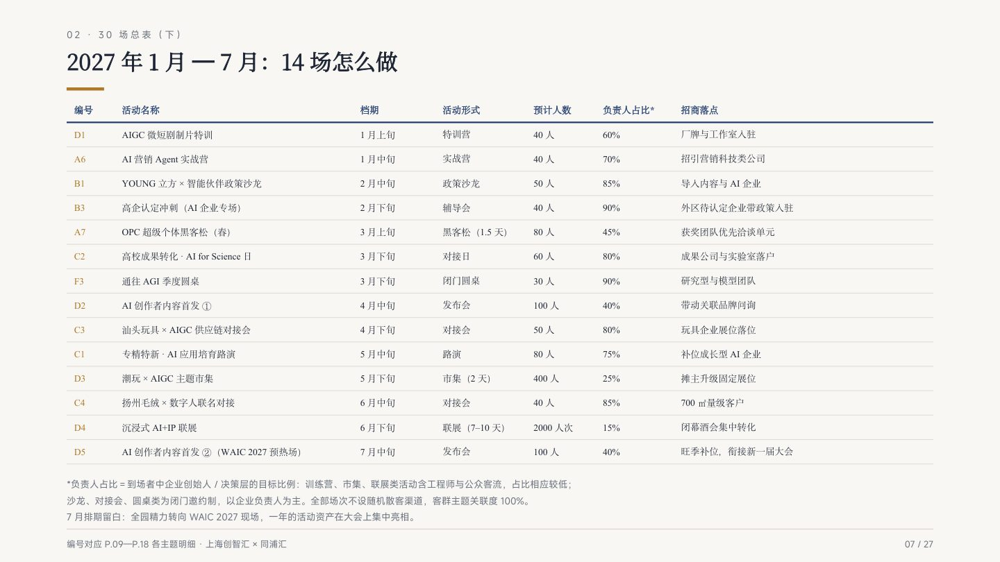 02 · 30 场总表（下）
2027 年 1 月 — 7 月：14 场怎么做
编号 活动名称 档期 活动形式 预计人数 负责人占比* 招商落点
D1 AIGC 微短剧制片特训 1 月上旬 特训营 40 人 60% 厂牌与工作室入驻
A6 AI 营销 Agent 实战营 1 月中旬 实战营 40 人 70% 招引营销科技类公司
B1 YOUNG 立方 × 智能伙伴政策沙龙 2 月中旬 政策沙龙 50 人 85% 导入内容与 AI 企业
B3 高企认定冲刺（AI 企业专场） 2 月下旬 辅导会 40 人 90% 外区待认定企业带政策入驻
A7 OPC 超级个体黑客松（春） 3 月上旬 黑客松（1.5 天） 80 人 45% 获奖团队优先洽谈单元
C2 高校成果转化 · AI for Science 日 3 月下旬 对接日 60 人 80% 成果公司与实验室落户
F3 通往 AGI 季度圆桌 3 月下旬 闭门圆桌 30 人 90% 研究型与模型团队
D2 AI 创作者内容首发 ① 4 月中旬 发布会 100 人 40% 带动关联品牌问询
C3 汕头玩具 × AIGC 供应链对接会 4 月下旬 对接会 50 人 80% 玩具企业展位落位
C1 专精特新 · AI 应用培育路演 5 月中旬 路演 80 人 75% 补位成长型 AI 企业
D3 潮玩 × AIGC 主题市集 5 月下旬 市集（2 天） 400 人 25% 摊主升级固定展位
C4 扬州毛绒 × 数字人联名对接 6 月中旬 对接会 40 人 85% 700 ㎡量级客户
D4 沉浸式 AI+IP 联展 6 月下旬 联展（7–10 天） 2000 人次 15% 闭幕酒会集中转化
D5 AI 创作者内容首发 ②（WAIC 2027 预热场） 7 月中旬 发布会 100 人 40% 旺季补位，衔接新一届大会
*负责人占比 = 到场者中企业创始人 / 决策层的目标比例：训练营、市集、联展类活动含工程师与公众客流，占比相应较低；
沙龙、对接会、圆桌类为闭门邀约制，以企业负责人为主。全部场次不设随机散客渠道，客群主题关联度 100%。
7 月排期留白：全园精力转向 WAIC 2027 现场，一年的活动资产在大会上集中亮相。
编号对应 P.09—P.18 各主题明细 · 上海创智汇 × 同浦汇 07 / 27